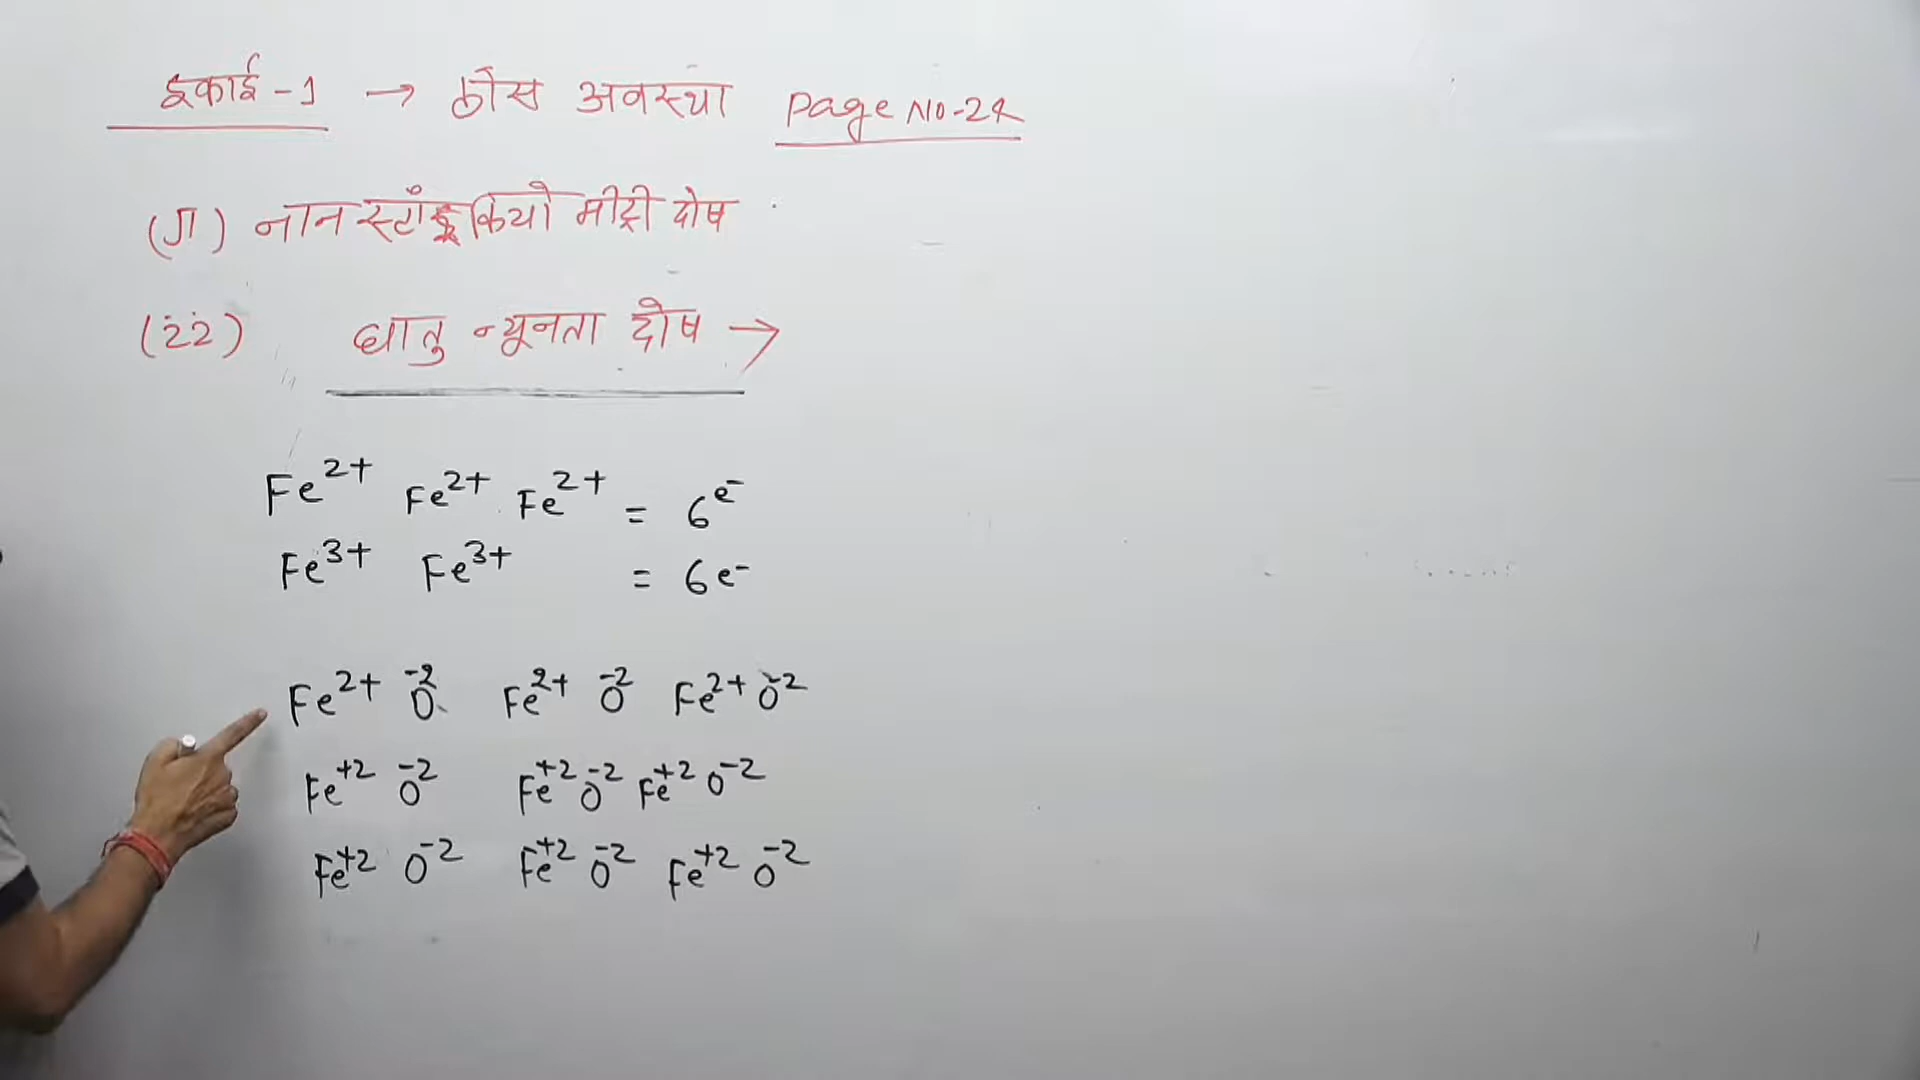 इकाई - 1 → ठोस अवस्था Page No-24
(ग) नान स्टॉइकियो मीट्री दोष
(ii) धातु न्यूनता दोष →
Fe²⁺ Fe²⁺ Fe²⁺ = 6e⁻
Fe³⁺ Fe³⁺ = 6e⁻
Fe²⁺ O⁻² Fe²⁺ O⁻² Fe²⁺ O⁻²
Fe⁺² O⁻² Fe⁺² O⁻² Fe⁺² O⁻²
Fe⁺² O⁻² Fe⁺² O⁻² Fe⁺² O⁻²